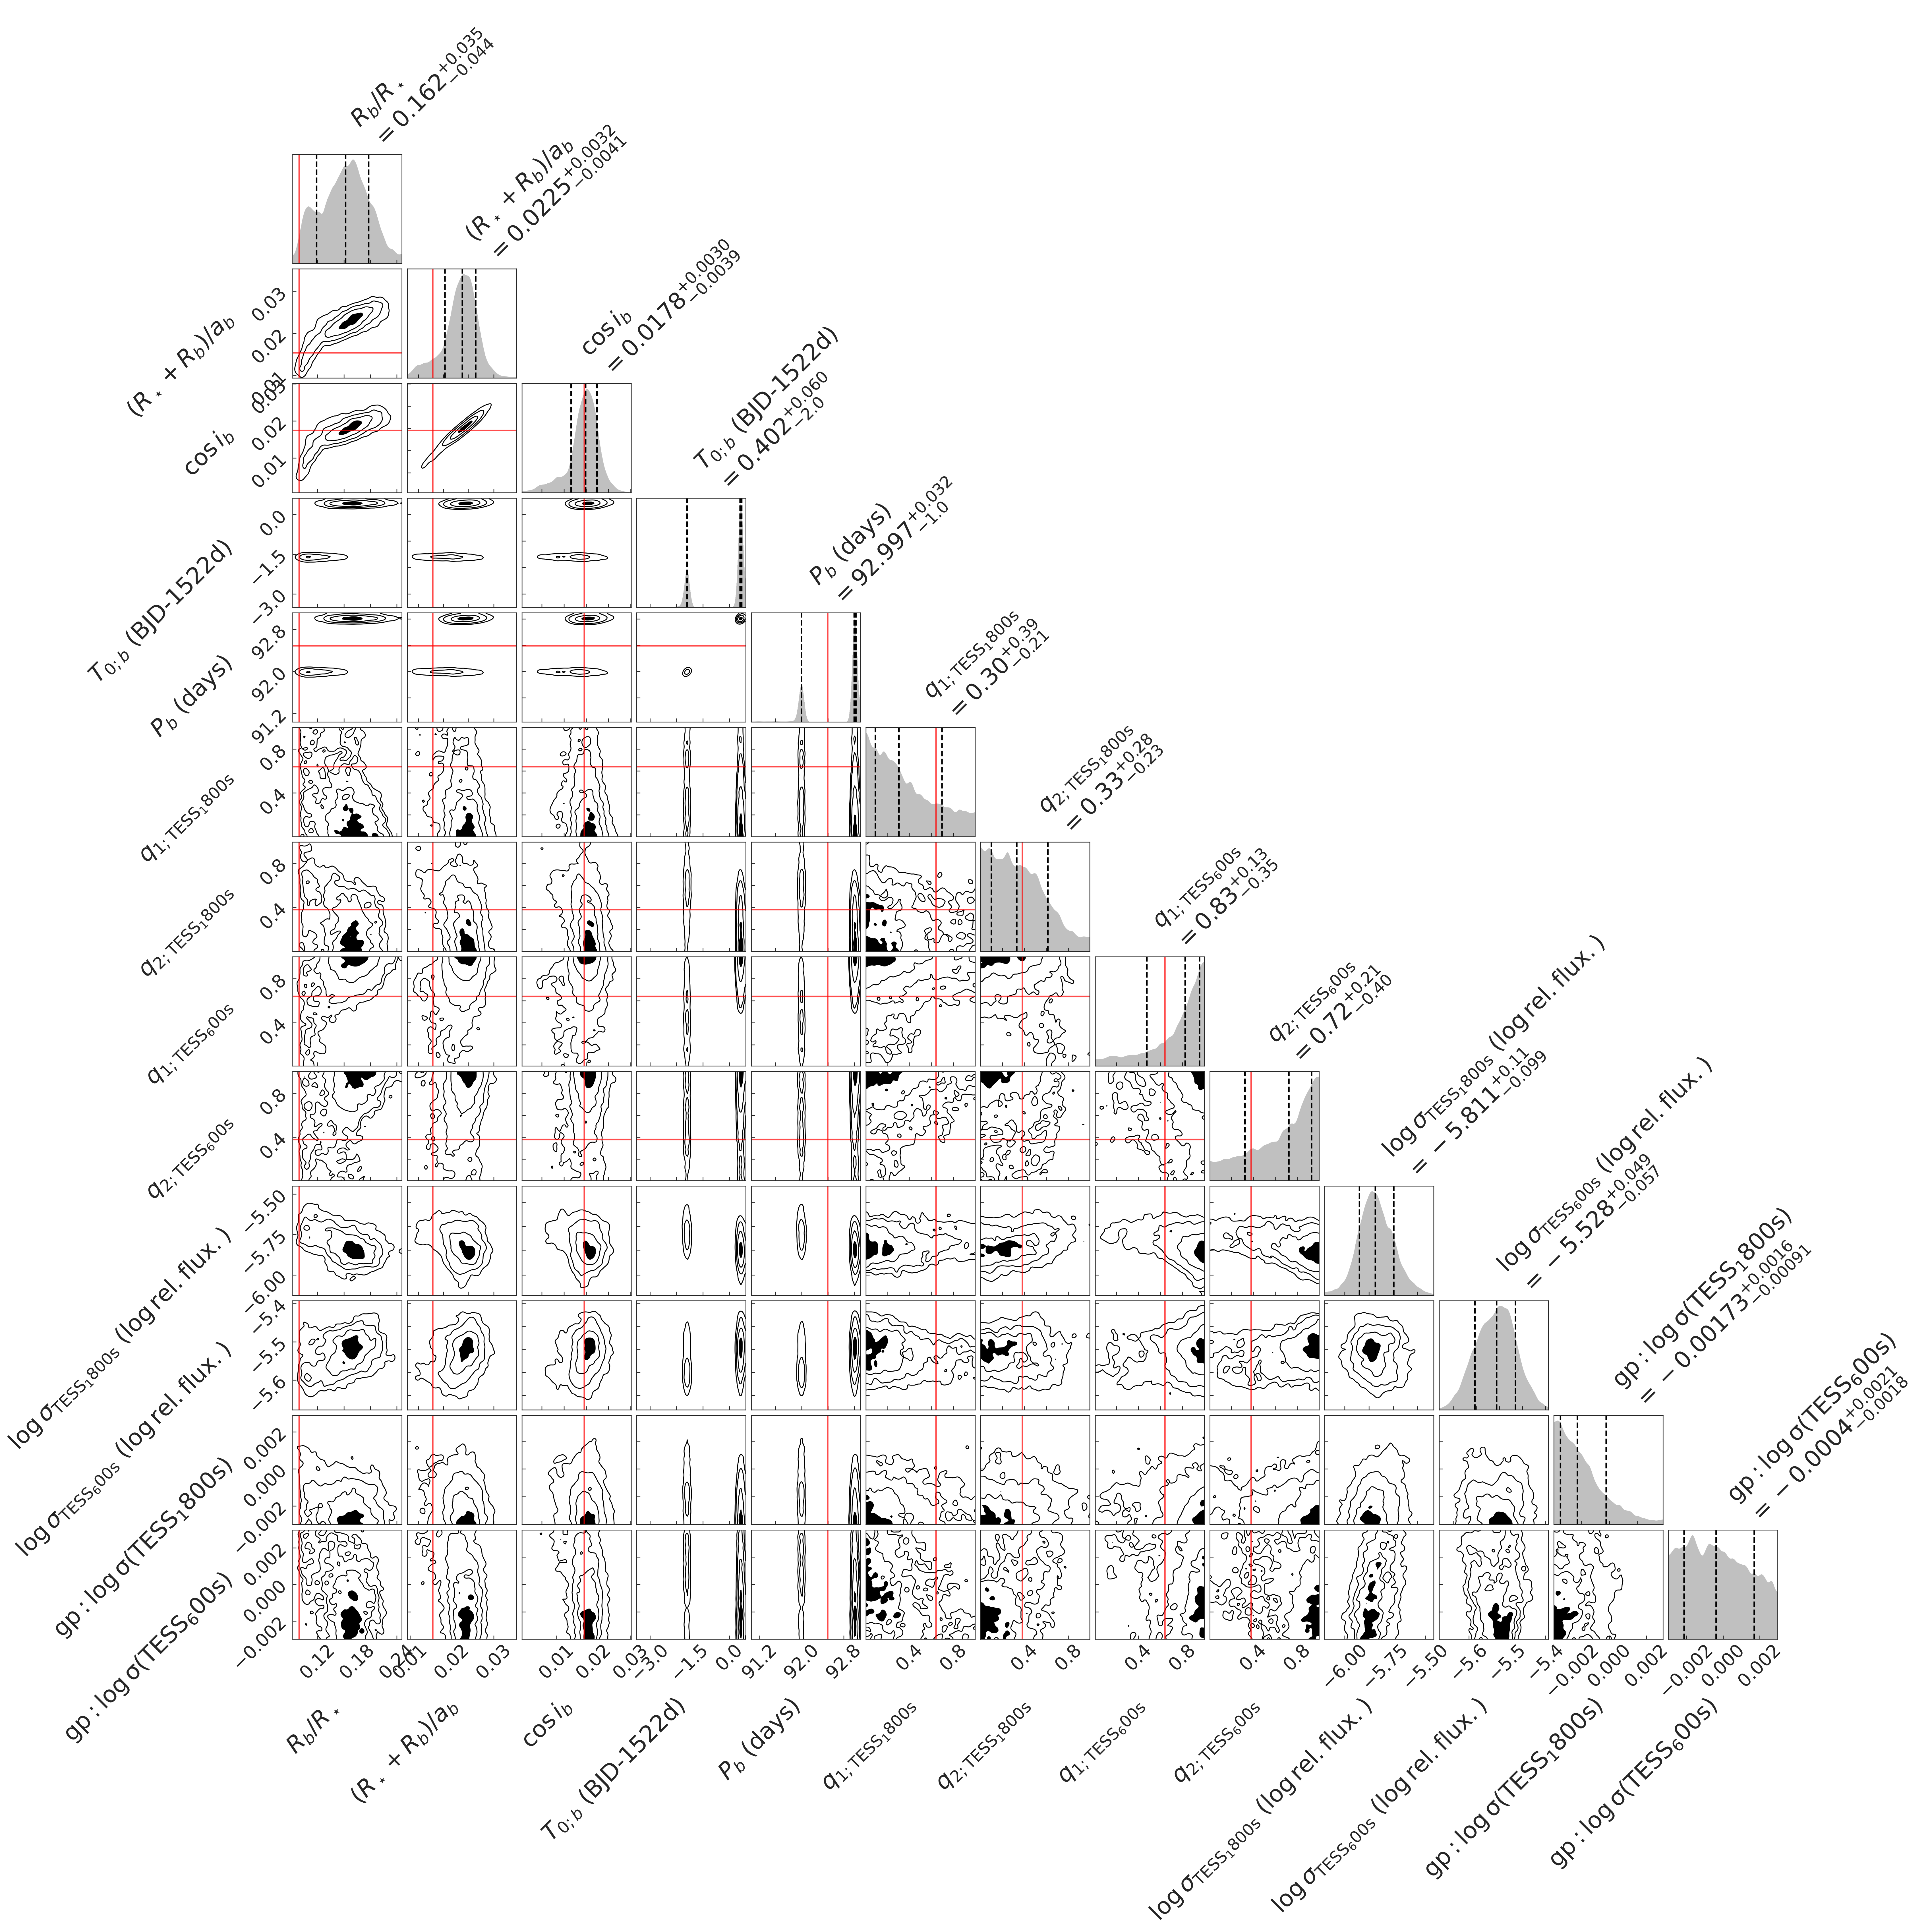 R_b/R_⋆
= 0.162^{+0.035}_{−0.044}
(R_⋆ + R_b)/a_b
= 0.0225^{+0.0032}_{−0.0041}
cos i_b
= 0.0178^{+0.0030}_{−0.0039}
T_{0;b} (BJD-1522d)
= 0.402^{+0.060}_{−2.0}
P_b (days)
= 92.997^{+0.032}_{−1.0}
q_{1;TESS_1800s}
= 0.30^{+0.39}_{−0.21}
q_{2;TESS_1800s}
= 0.33^{+0.28}_{−0.23}
q_{1;TESS_600s}
= 0.83^{+0.13}_{−0.35}
q_{2;TESS_600s}
= 0.72^{+0.21}_{−0.40}
log σ_{TESS_1800s} (log rel. flux.)
= −5.811^{+0.11}_{−0.099}
log σ_{TESS_600s} (log rel. flux.)
= −5.528^{+0.049}_{−0.057}
gp: log σ(TESS_1800s)
= −0.00173^{+0.0016}_{−0.00091}
gp: log σ(TESS_600s)
= −0.0004^{+0.0021}_{−0.0018}
(R_⋆ + R_b)/a_b
0.03
0.02
0.01
cos i_b
0.03
0.02
0.01
T_{0;b} (BJD-1522d)
0.0
−1.5
−3.0
P_b (days)
92.8
92.0
91.2
q_{1;TESS_1800s}
0.8
0.4
q_{2;TESS_1800s}
0.8
0.4
q_{1;TESS_600s}
0.8
0.4
q_{2;TESS_600s}
0.8
0.4
log σ_{TESS_1800s} (log rel. flux.)
−5.50
−5.75
−6.00
log σ_{TESS_600s} (log rel. flux.)
−5.4
−5.5
−5.6
gp: log σ(TESS_1800s)
0.002
0.000
−0.002
gp: log σ(TESS_600s)
0.002
0.000
−0.002
0.12 0.18 0.24 0.01 0.02 0.03 0.01 0.02 0.03 −3.0 −1.5 0.0 91.2 92.0 92.8 0.4 0.8 0.4 0.8 0.4 0.8 0.4 0.8 −6.00 −5.75 −5.50 −5.6 −5.5 −5.4 −0.002 0.000 0.002 −0.002 0.000 0.002
R_b/R_⋆
(R_⋆ + R_b)/a_b
cos i_b
T_{0;b} (BJD-1522d)
P_b (days)
q_{1;TESS_1800s}
q_{2;TESS_1800s}
q_{1;TESS_600s}
q_{2;TESS_600s}
log σ_{TESS_1800s} (log rel. flux.)
log σ_{TESS_600s} (log rel. flux.)
gp: log σ(TESS_1800s)
gp: log σ(TESS_600s)